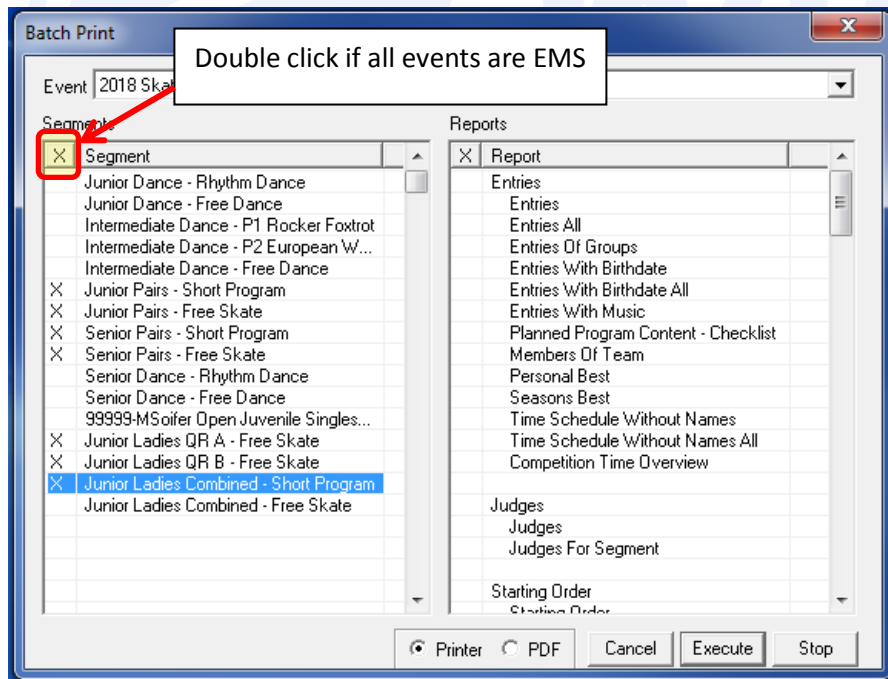 Batch Print
X
Double click if all events are EMS
Event 2018
Segments
Reports
X Segment
X Report
Junior Dance - Rhythm Dance
Junior Dance - Free Dance
Intermediate Dance - P1 Rocker Foxtrot
Intermediate Dance - P2 European W...
Intermediate Dance - Free Dance
X Junior Pairs - Short Program
X Junior Pairs - Free Skate
X Senior Pairs - Short Program
X Senior Pairs - Free Skate
Senior Dance - Rhythm Dance
Senior Dance - Free Dance
99999-MSoifer Open Juvenile Singles...
X Junior Ladies QR A - Free Skate
X Junior Ladies QR B - Free Skate
X Junior Ladies Combined - Short Program
Junior Ladies Combined - Free Skate
Entries
Entries
Entries All
Entries Of Groups
Entries With Birthdate
Entries With Birthdate All
Entries With Music
Planned Program Content - Checklist
Members Of Team
Personal Best
Seasons Best
Time Schedule Without Names
Time Schedule Without Names All
Competition Time Overview
Judges
Judges
Judges For Segment
Starting Order
Starting Order
Printer PDF Cancel Execute Stop